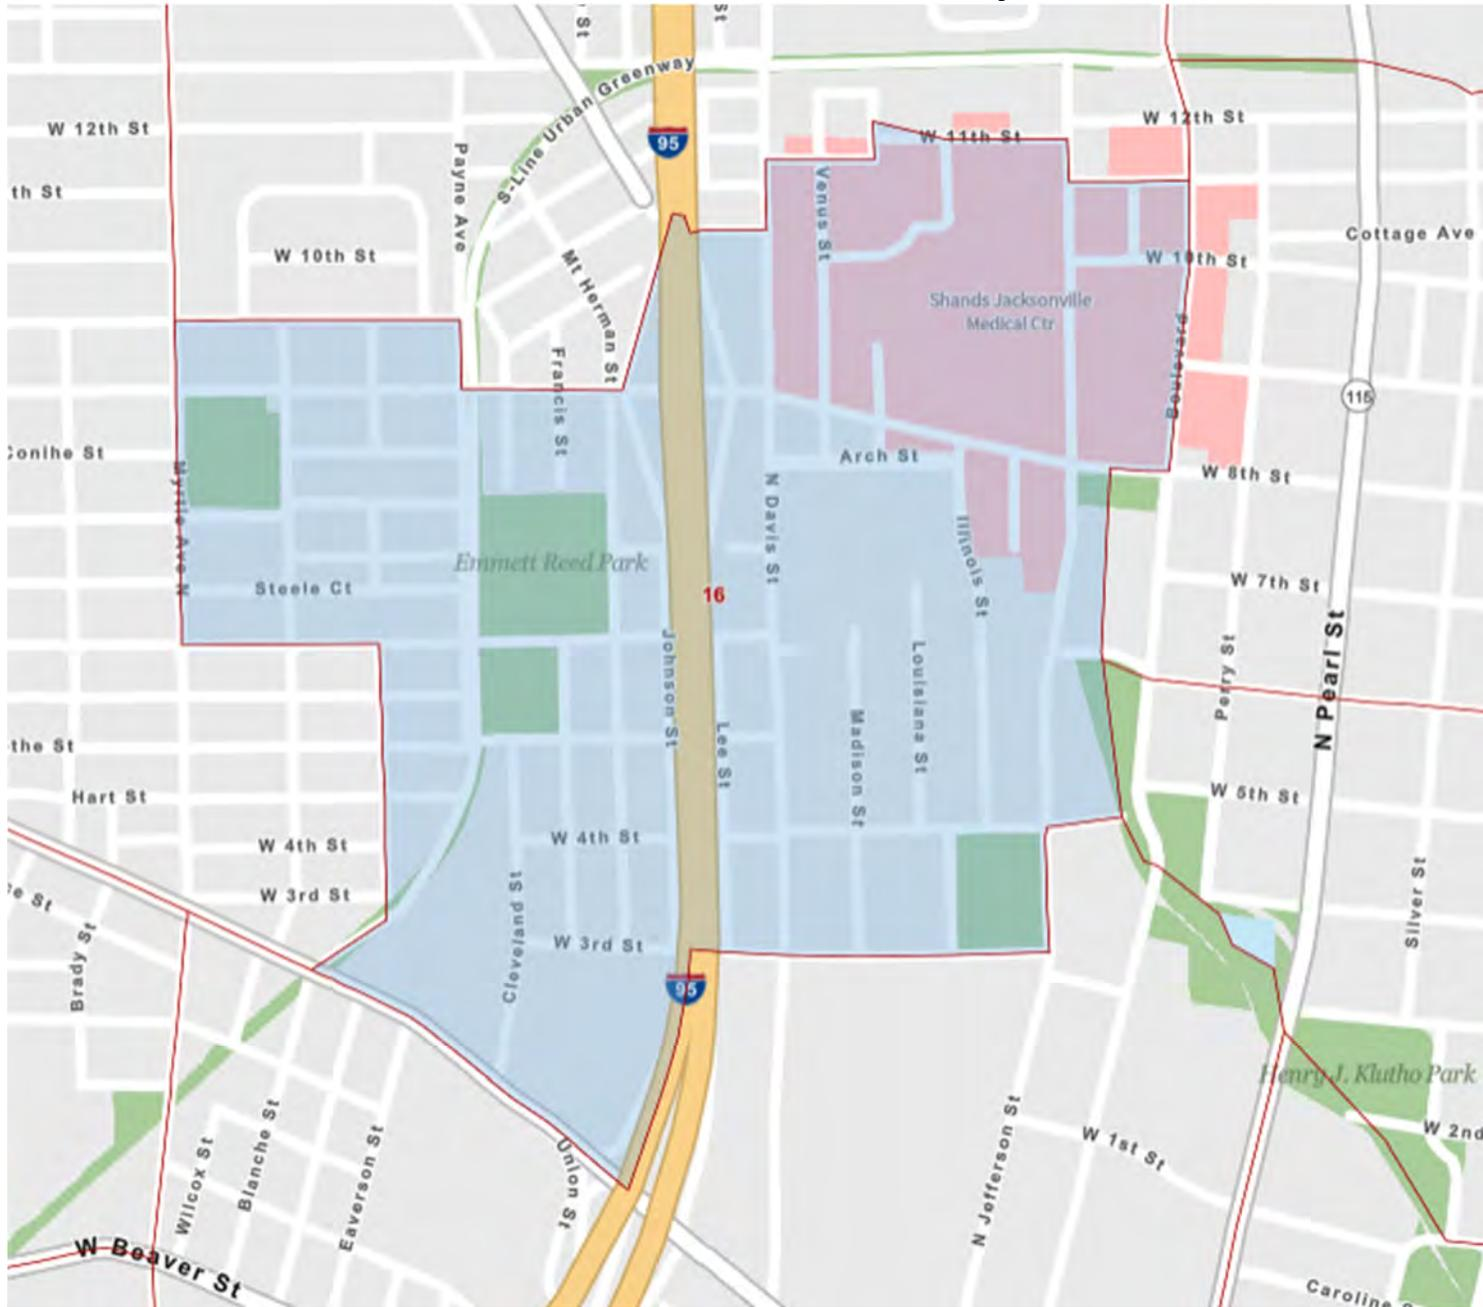 St
St
S-Line Urban Greenway
W 12th St
95
W 12th St
W 11th St
Payne Ave
th St
Venus St
Cottage Ave
W 10th St
W 10th St
Mt Herman St
Shands Jacksonville
Medical Ctr
Boulevard
Francis St
115
Conihe St
Arch St
W 8th St
Myrtle Ave N
N Davis St
Illinois St
Emmett Reed Park
W 7th St
Steele Ct
16
Johnson St
Louisiana St
Perry St
N Pearl St
Lee St
Madison St
the St
Hart St
W 5th St
W 4th St
W 4th St
W 3rd St
fe St
Cleveland St
Silver St
Brady St
W 3rd St
95
Henry J. Klutho Park
W 2nd
W 1st St
N Jefferson St
Wilcox St
Blanche St
Eaverson St
Union St
W Beaver St
Caroline